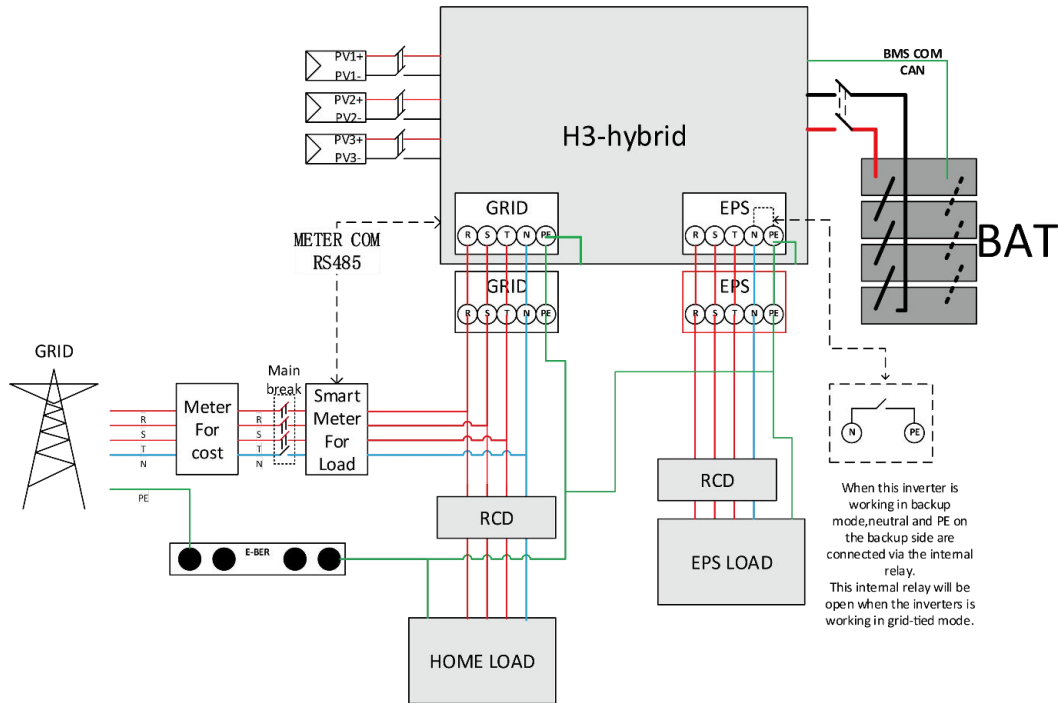 PV1+
PV1-
PV2+
PV2-
PV3+
PV3-
H3-hybrid
BMS COM
CAN
BAT
GRID
R S T N PE
EPS
R S T N PE
METER COM
RS485
GRID
R S T N PE
EPS
R S T N PE
GRID
R
S
T
N
PE
Meter
For
cost
Main
break
R
S
T
N
Smart
Meter
For
Load
RCD
RCD
E-BER
HOME LOAD
EPS LOAD
N
PE
When this inverter is
working in backup
mode,neutral and PE on
the backup side are
connected via the internal
relay.
This internal relay will be
open when the inverters is
working in grid-tied mode.